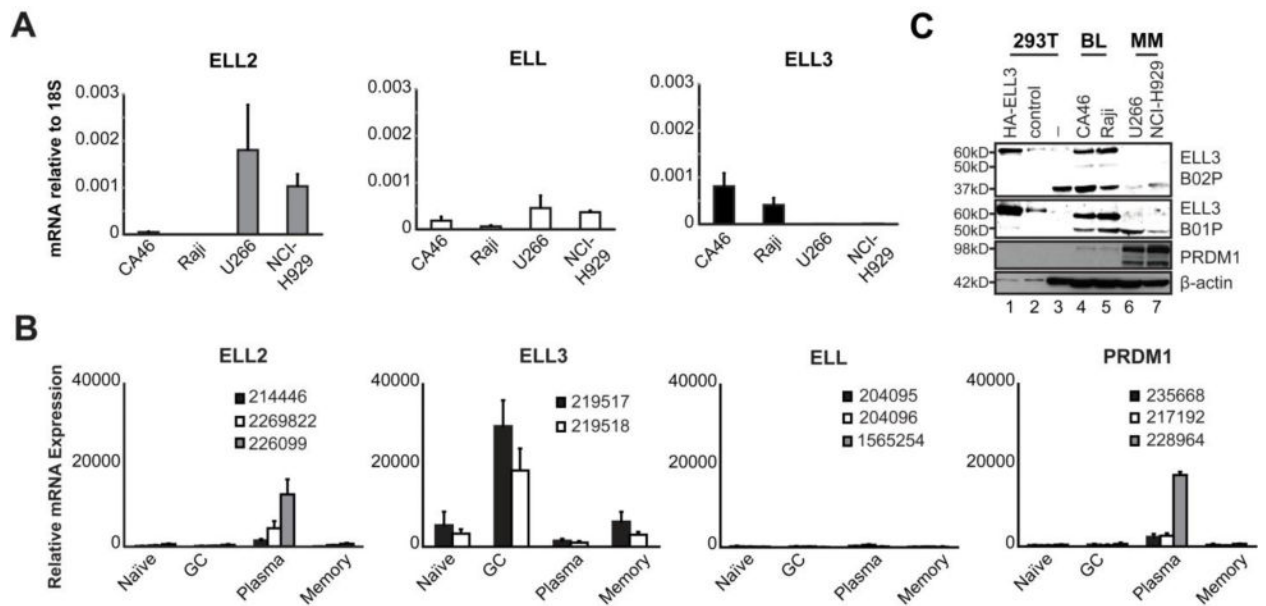 A
mRNA relative to 18S
ELL2
0.003
0.002
0.001
0
CA46
Raji
U266
NCI-
H929
ELL
0.003
0.002
0.001
0
CA46
Raji
U266
NCI-
H929
ELL3
0.003
0.002
0.001
0
CA46
Raji
U266
NCI-
H929
C
293T
BL
MM
HA-ELL3
control
–
CA46
Raji
U266
NCI-H929
60kD
50kD
37kD
ELL3
B02P
60kD
50kD
ELL3
B01P
98kD
PRDM1
42kD
β-actin
1 2 3 4 5 6 7
B
Relative mRNA Expression
ELL2
40000
20000
0
214446
2269822
226099
Naïve
GC
Plasma
Memory
ELL3
40000
20000
0
219517
219518
Naïve
GC
Plasma
Memory
ELL
40000
20000
0
204095
204096
1565254
Naïve
GC
Plasma
Memory
PRDM1
40000
20000
0
235668
217192
228964
Naïve
GC
Plasma
Memory